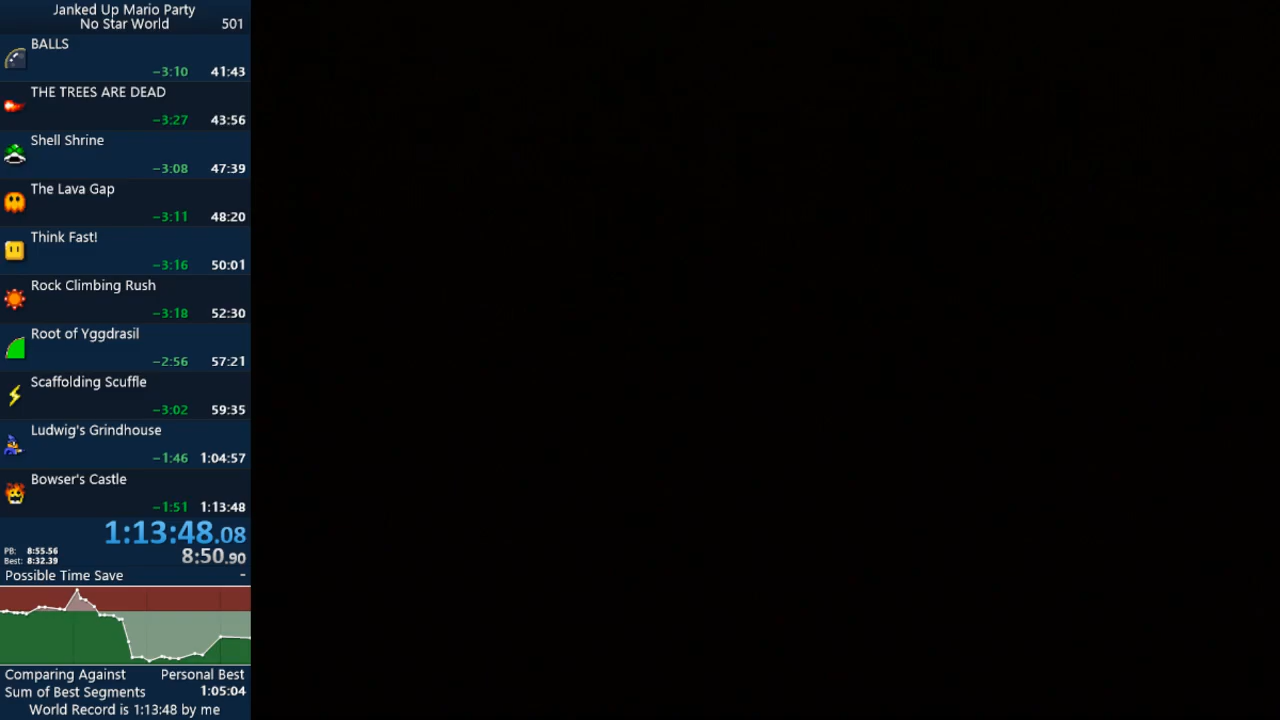 Janked Up Mario Party
No Star World 501
BALLS
−3:10 41:43
THE TREES ARE DEAD
−3:27 43:56
Shell Shrine
−3:08 47:39
The Lava Gap
−3:11 48:20
Think Fast!
−3:16 50:01
Rock Climbing Rush
−3:18 52:30
Root of Yggdrasil
−2:56 57:21
Scaffolding Scuffle
−3:02 59:35
Ludwig's Grindhouse
−1:46 1:04:57
Bowser's Castle
−1:51 1:13:48
1:13:48.08
PB: 8:55.56
Best: 8:32.39
8:50.90
Possible Time Save -
Comparing Against Personal Best
Sum of Best Segments 1:05:04
World Record is 1:13:48 by me